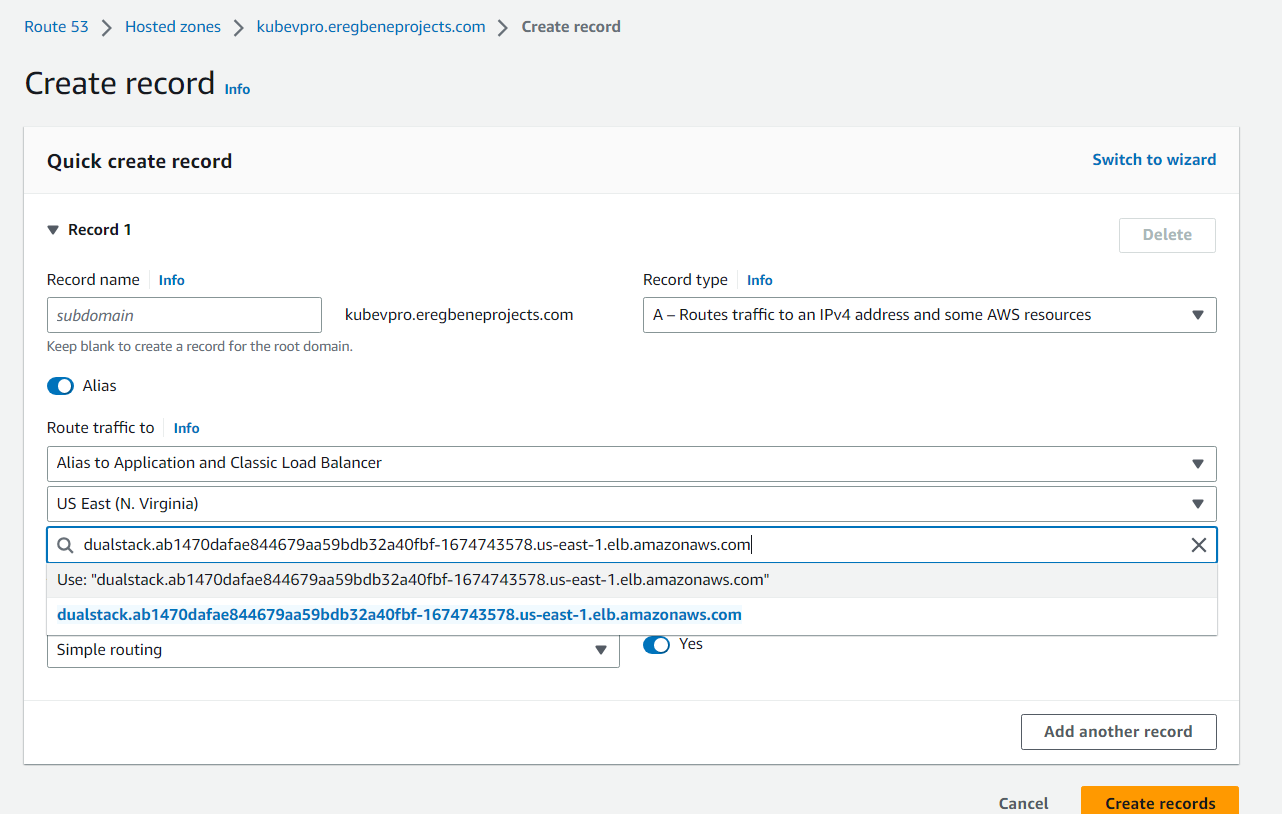 Route 53 > Hosted zones > kubevpro.eregbeneprojects.com > Create record
Create record Info
Quick create record Switch to wizard
Record 1
Delete
Record name Info Record type Info
subdomain kubevpro.eregbeneprojects.com A – Routes traffic to an IPv4 address and some AWS resources
Keep blank to create a record for the root domain.
Alias
Route traffic to Info
Alias to Application and Classic Load Balancer
US East (N. Virginia)
dualstack.ab1470dafae844679aa59bdb32a40fbf-1674743578.us-east-1.elb.amazonaws.com
Use: "dualstack.ab1470dafae844679aa59bdb32a40fbf-1674743578.us-east-1.elb.amazonaws.com"
dualstack.ab1470dafae844679aa59bdb32a40fbf-1674743578.us-east-1.elb.amazonaws.com
Simple routing Yes
Add another record
Cancel Create records